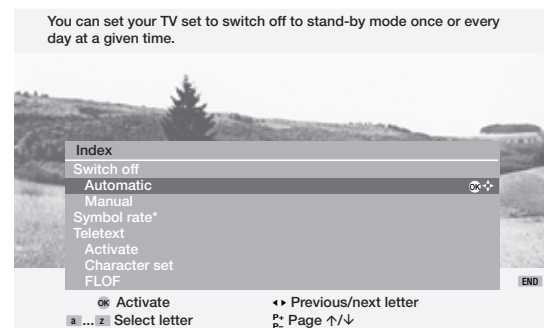 You can set your TV set to switch off to stand-by mode once or every
day at a given time.
Index
Switch off
Automatic OK
Manual
Symbol rate*
Teletext
Activate
Character set
FLOF
END
OK Activate
Previous/next letter
a ... z Select letter
P+ P– Page ↑/↓